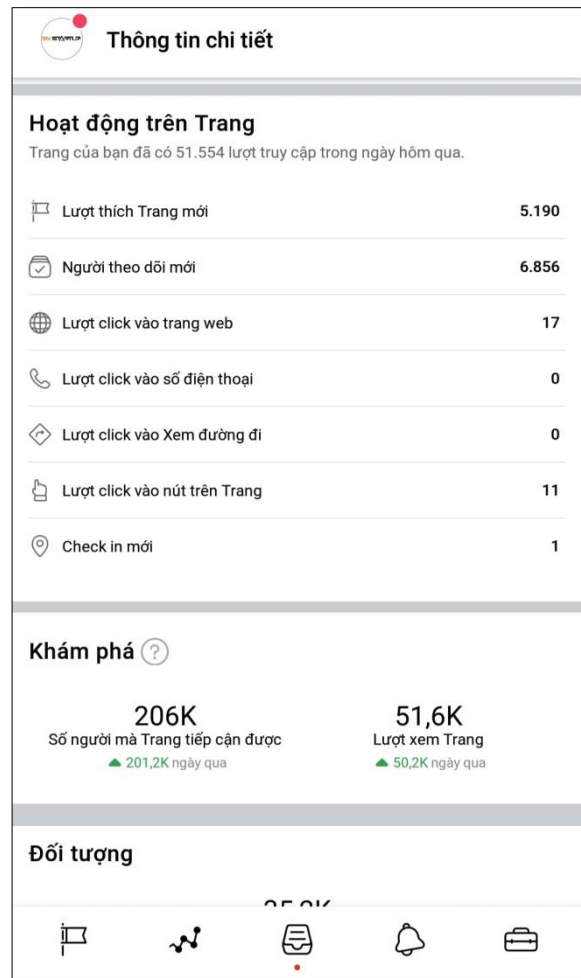 Thông tin chi tiết
Hoạt động trên Trang
Trang của bạn đã có 51.554 lượt truy cập trong ngày hôm qua.
Lượt thích Trang mới 5.190
Người theo dõi mới 6.856
Lượt click vào trang web 17
Lượt click vào số điện thoại 0
Lượt click vào Xem đường đi 0
Lượt click vào nút trên Trang 11
Check in mới 1
Khám phá ?
206K 51,6K
Số người mà Trang tiếp cận được Lượt xem Trang
201,2K ngày qua 50,2K ngày qua
Đối tượng